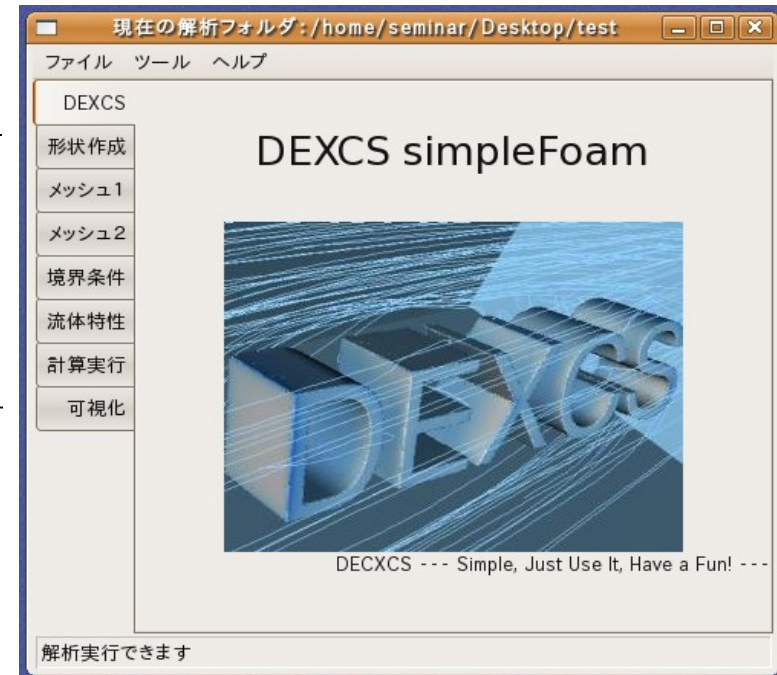 現在の解析フォルダ:/home/seminar/Desktop/test
ファイル ツール ヘルプ
DEXCS
形状作成
メッシュ1
メッシュ2
境界条件
流体特性
計算実行
可視化
DEXCS simpleFoam
DEXCS
DECXCS --- Simple, Just Use It, Have a Fun! ---
解析実行できます